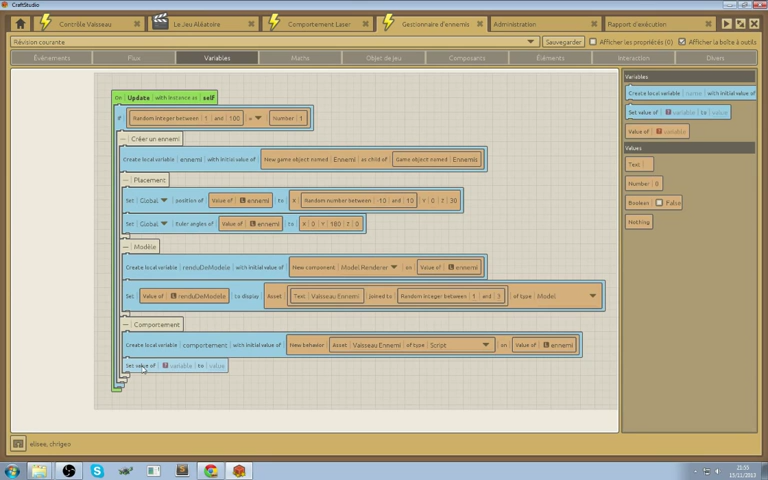 CraftStudio
Contrôle Vaisseau
Le Jeu Aléatoire
Comportement Laser
Gestionnaire d'ennemis
Administration
Rapport d'exécution
Révision courante
Sauvegarder
Afficher les propriétés (0)
Afficher la boîte à outils
Événements
Flux
Variables
Maths
Objet de jeu
Composants
Éléments
Interaction
Divers
On Update with instance as self
if Random integer between 1 and 100 = Number 1
Créer un ennemi
Create local variable ennemi with initial value of New game object named Ennemi as child of Game object named Ennemis
Placement
Set Global position of Value of L ennemi to X Random number between -10 and 10 Y 0 Z 30
Set Global Euler angles of Value of L ennemi to X 0 Y 180 Z 0
Modèle
Create local variable renduDeModele with initial value of New component Model Renderer on Value of L ennemi
Set Value of L renduDeModele to display Asset Text Vaisseau Ennemi joined to Random integer between 1 and 3 of type Model
Comportement
Create local variable comportement with initial value of New behavior Asset Vaisseau Ennemi of type Script on Value of L ennemi
Set value of ? variable to value
Variables
Create local variable name with initial value of
Set value of ? variable to value
Value of ? variable
Values
Text
Number 0
Boolean False
Nothing
elisee, chrigeo
21:55
15/12/2013